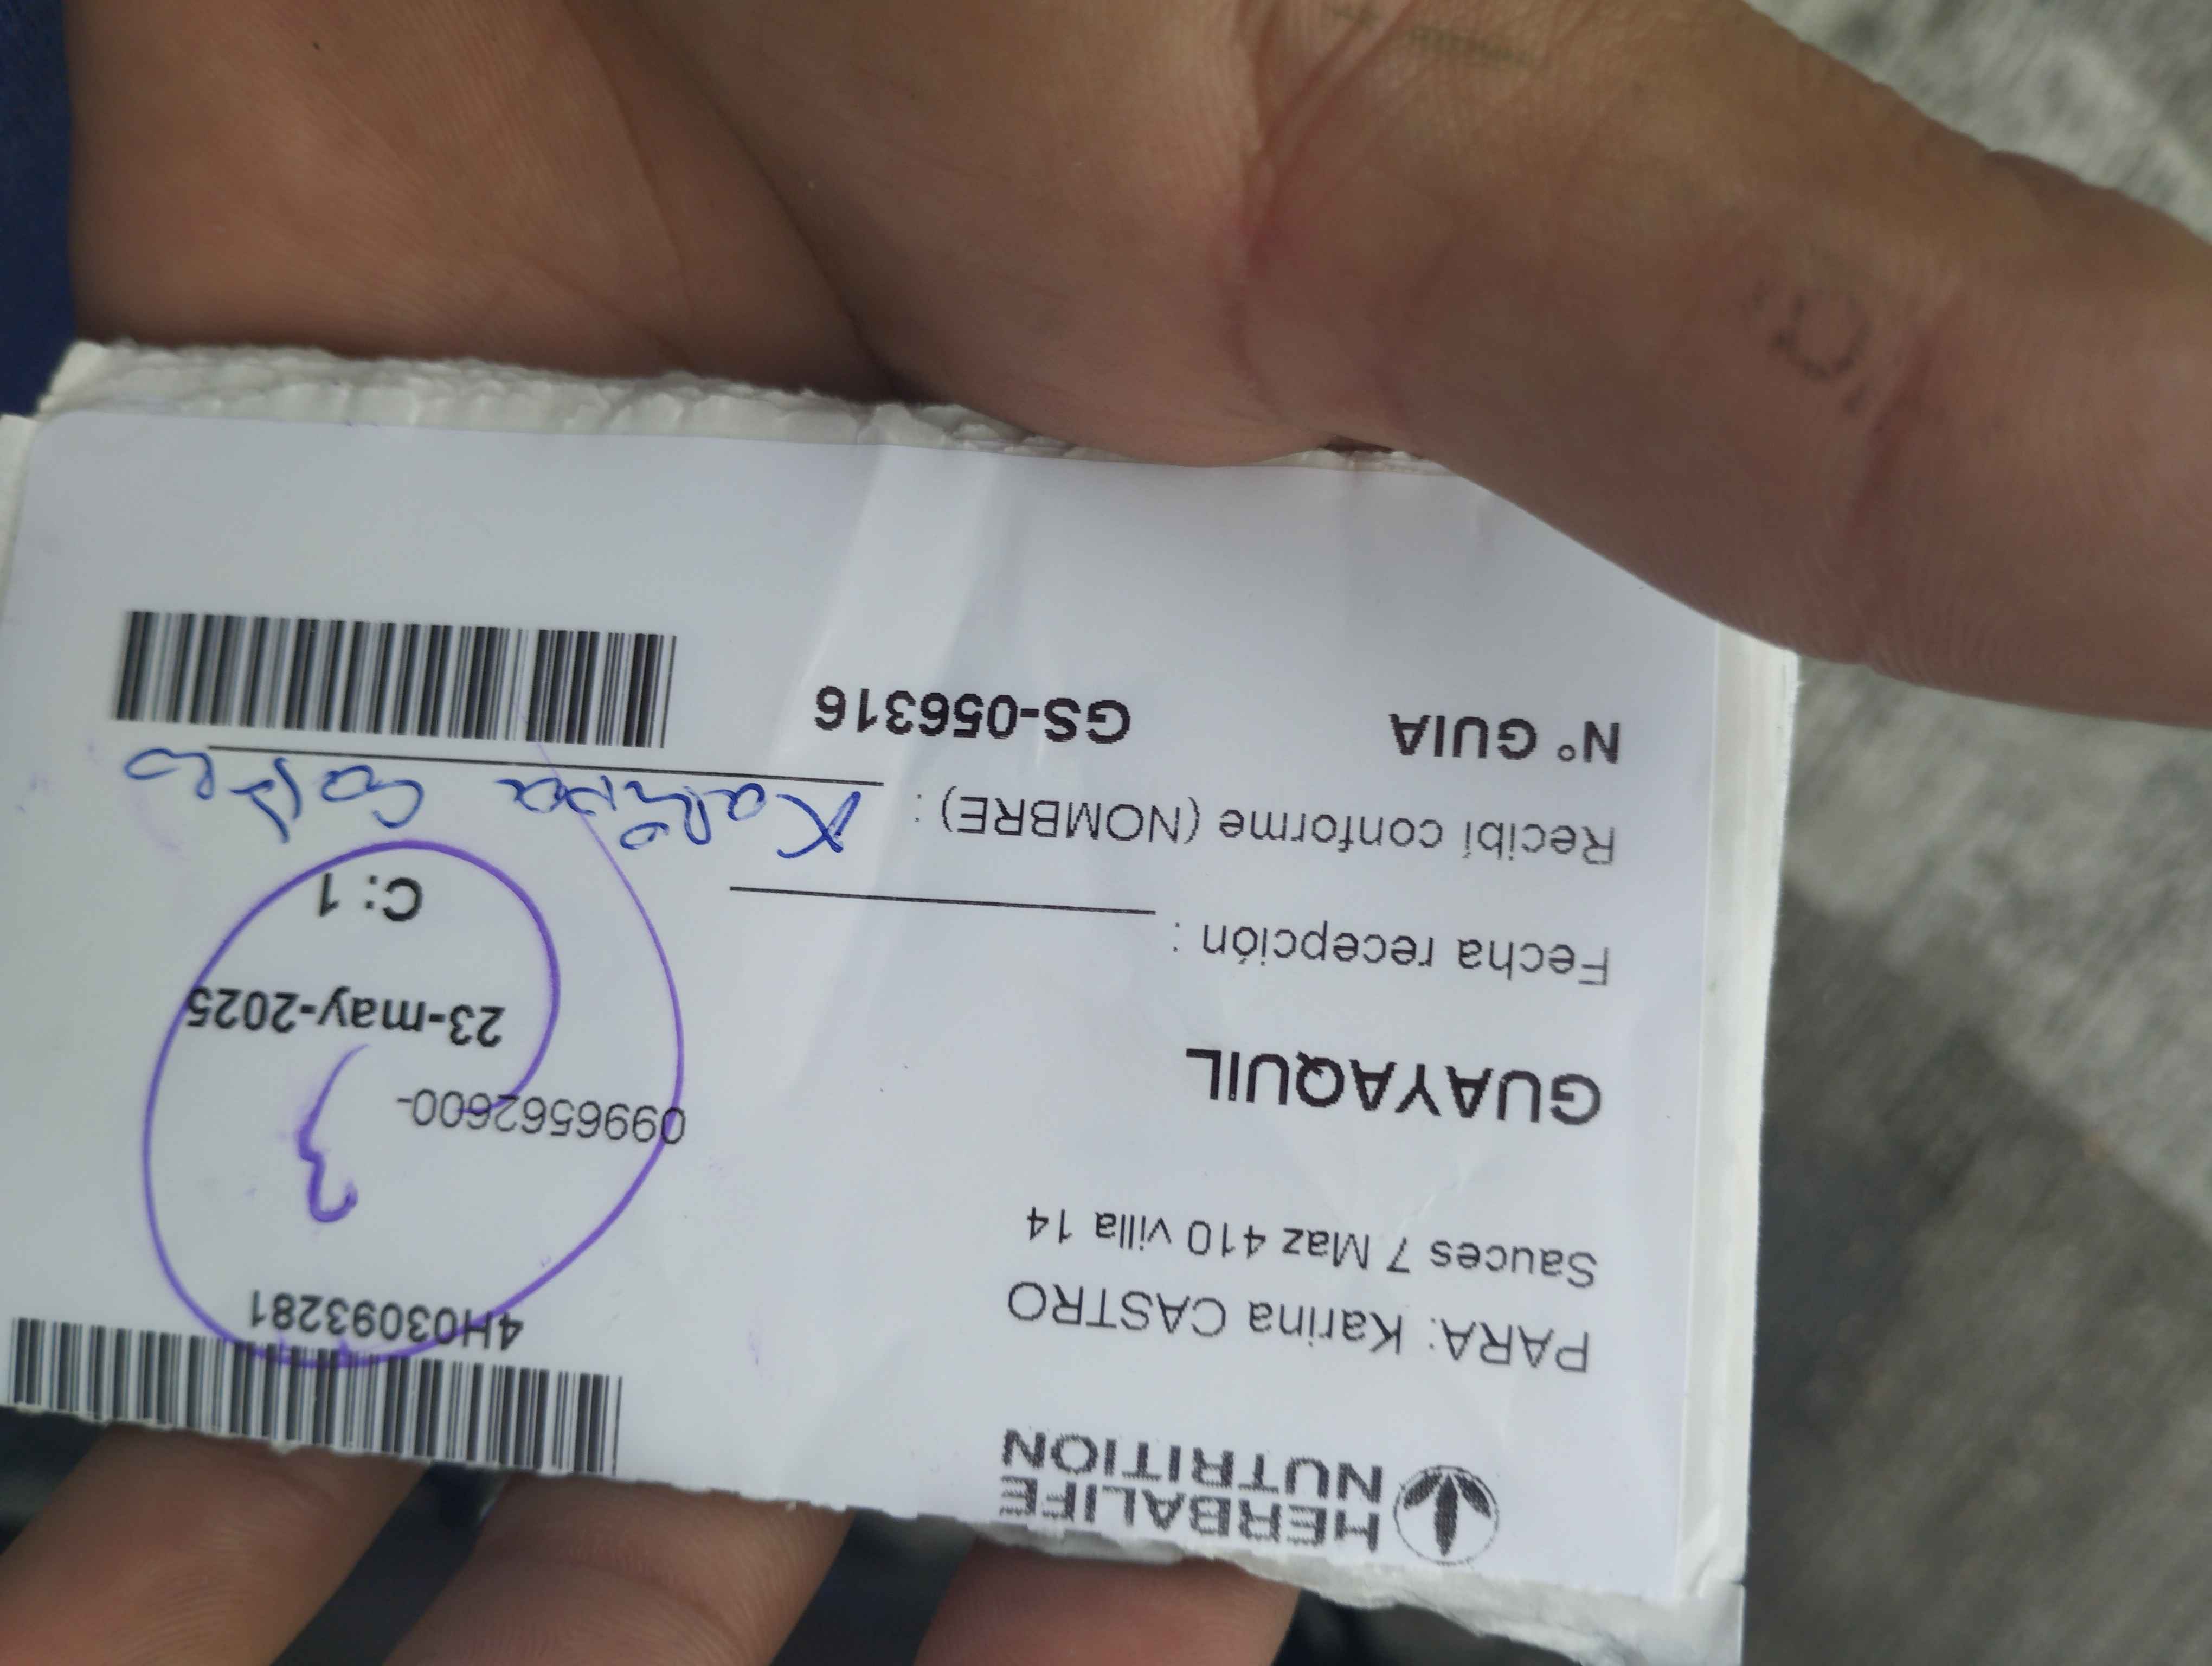 HERBALIFE
NUTRITION
4H03093281
PARA: Karina CASTRO
Sauces 7 Maz 410 villa 14
0996562600-
GUAYAQUIL
23-may-2025
Fecha recepción :
C: 1
Recibí conforme (NOMBRE) : Karina Castro
N° GUIA GS-056316